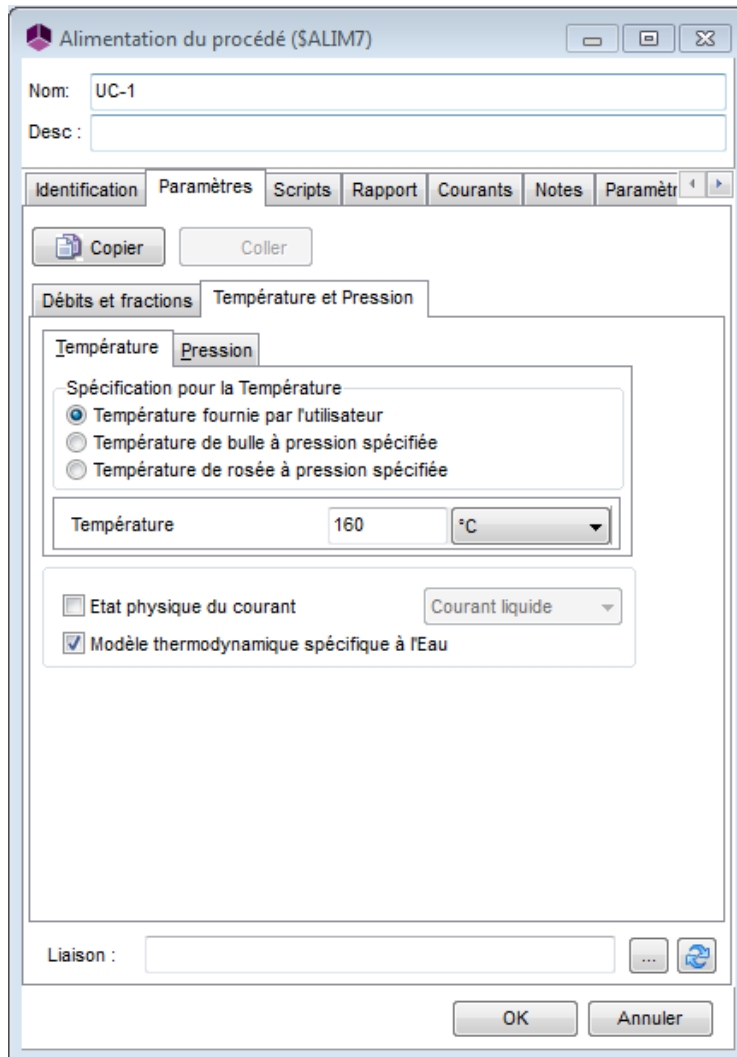 Alimentation du procédé ($ALIM7)
Nom: UC-1
Desc :
Identification Paramètres Scripts Rapport Courants Notes Paramètr
Copier Coller
Débits et fractions Température et Pression
Température Pression
Spécification pour la Température
Température fournie par l'utilisateur
Température de bulle à pression spécifiée
Température de rosée à pression spécifiée
Température 160 °C
Etat physique du courant Courant liquide
Modèle thermodynamique spécifique à l'Eau
Liaison : ...
OK Annuler